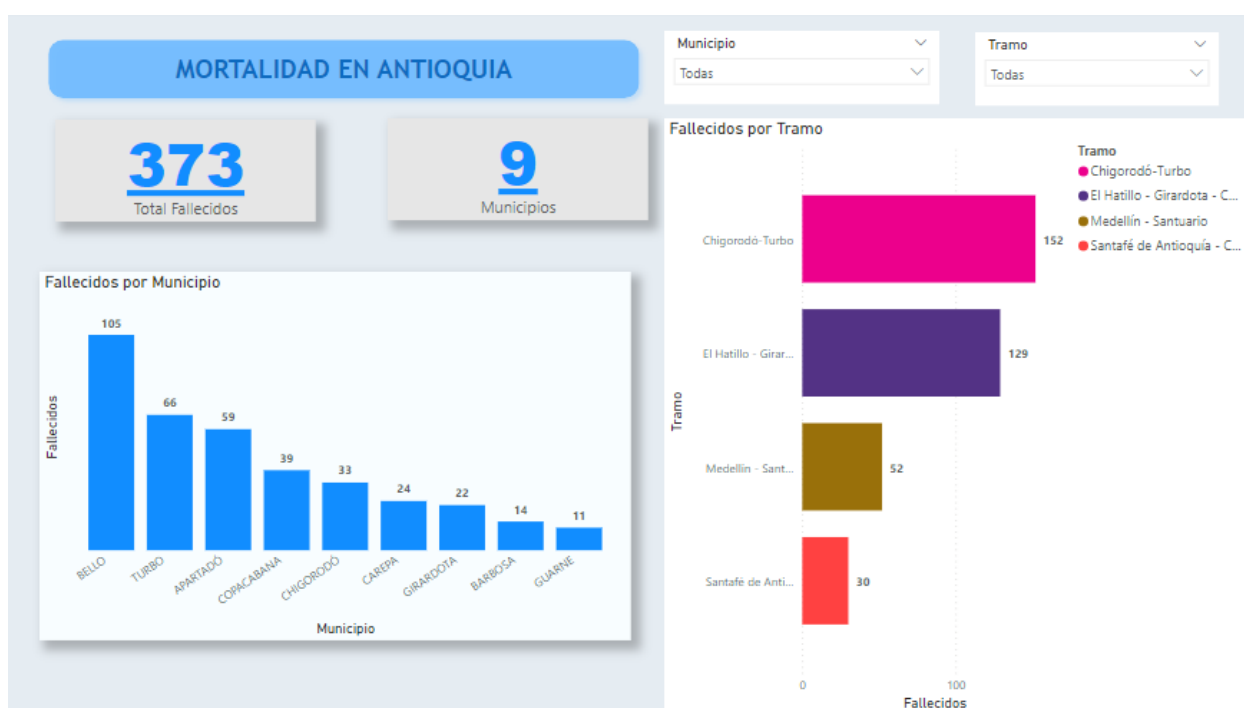 MORTALIDAD EN ANTIOQUIA
Municipio
Todas
Tramo
Todas
373
Total Fallecidos
9
Municipios
Fallecidos por Municipio
105
66
59
39
33
24
22
14
11
Fallecidos
BELLO
TURBO
APARTADÓ
COPACABANA
CHIGORODÓ
CAREPA
GIRARDOTA
BARBOSA
GUARNE
Municipio
Fallecidos por Tramo
Tramo
Chigorodó-Turbo
El Hatillo - Girardota - C...
Medellín - Santuario
Santafé de Antioquía - C...
Tramo
Chigorodó-Turbo
152
El Hatillo - Girar...
129
Medellín - Sant...
52
Santafé de Anti...
30
0
100
Fallecidos